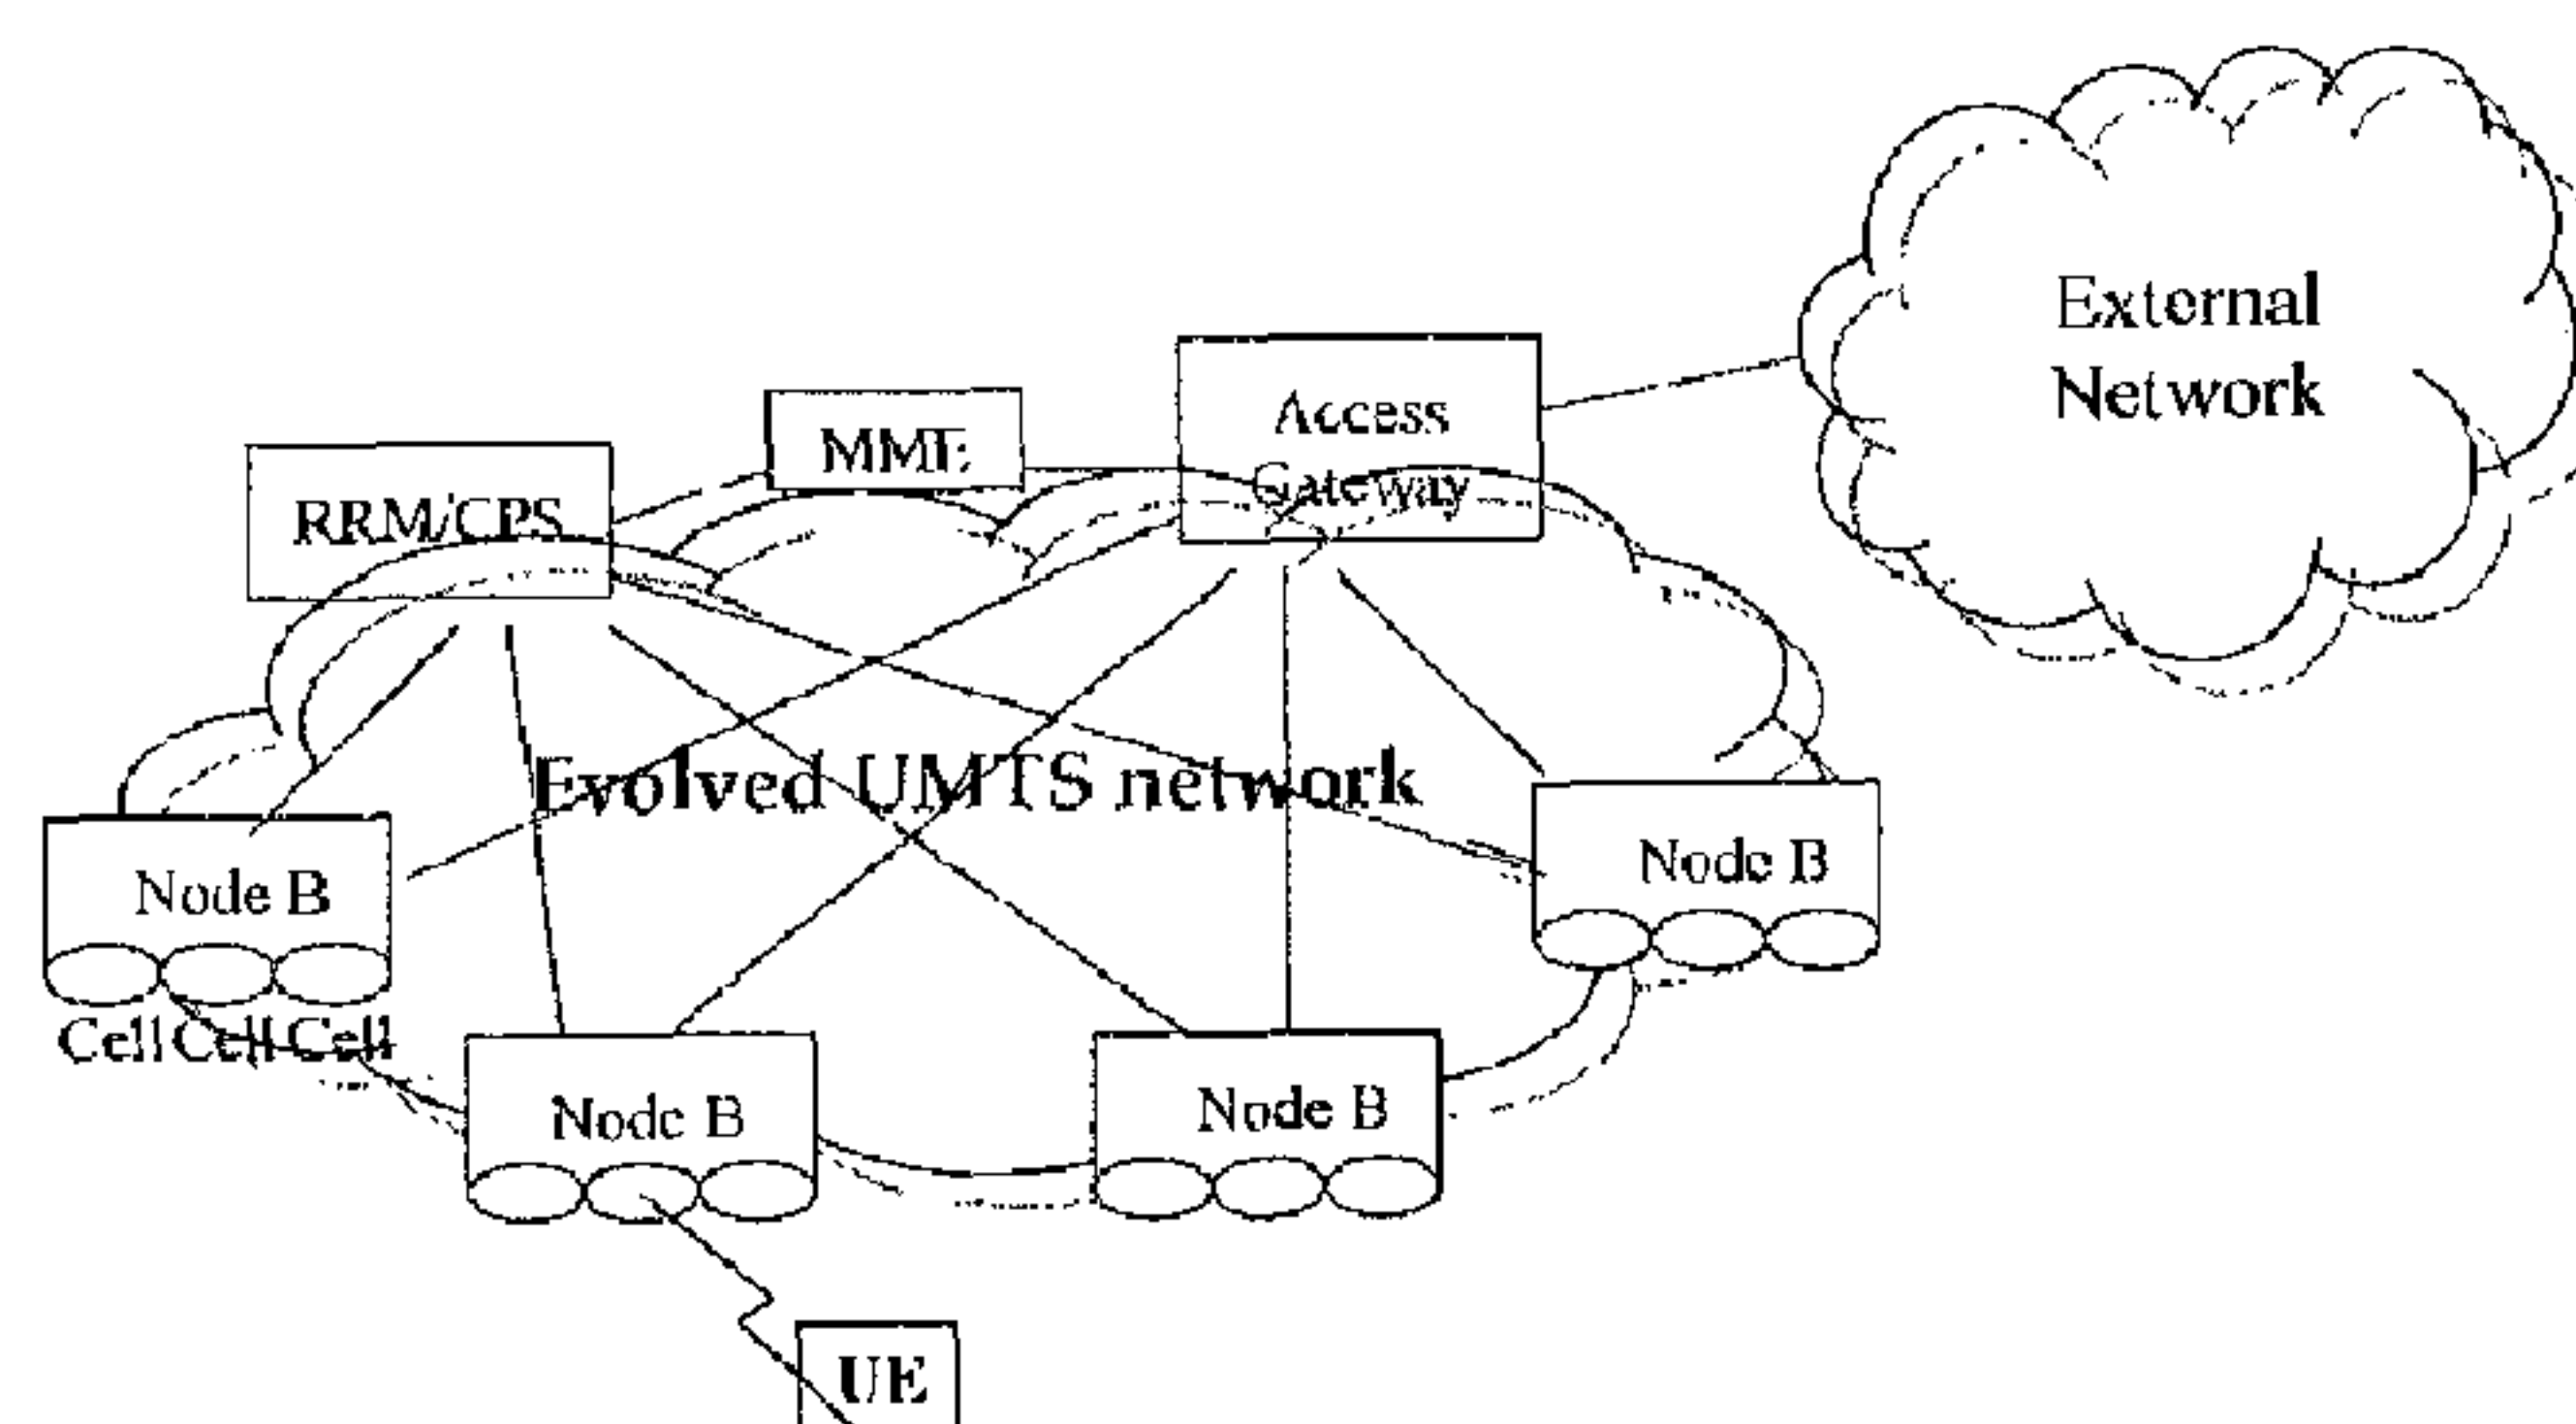 External
Network
Access
Gateway
MME
RRM/CPS
Evolved UMTS network
Node B
Node B
Cell Cell Cell
Node B
Node B
UE